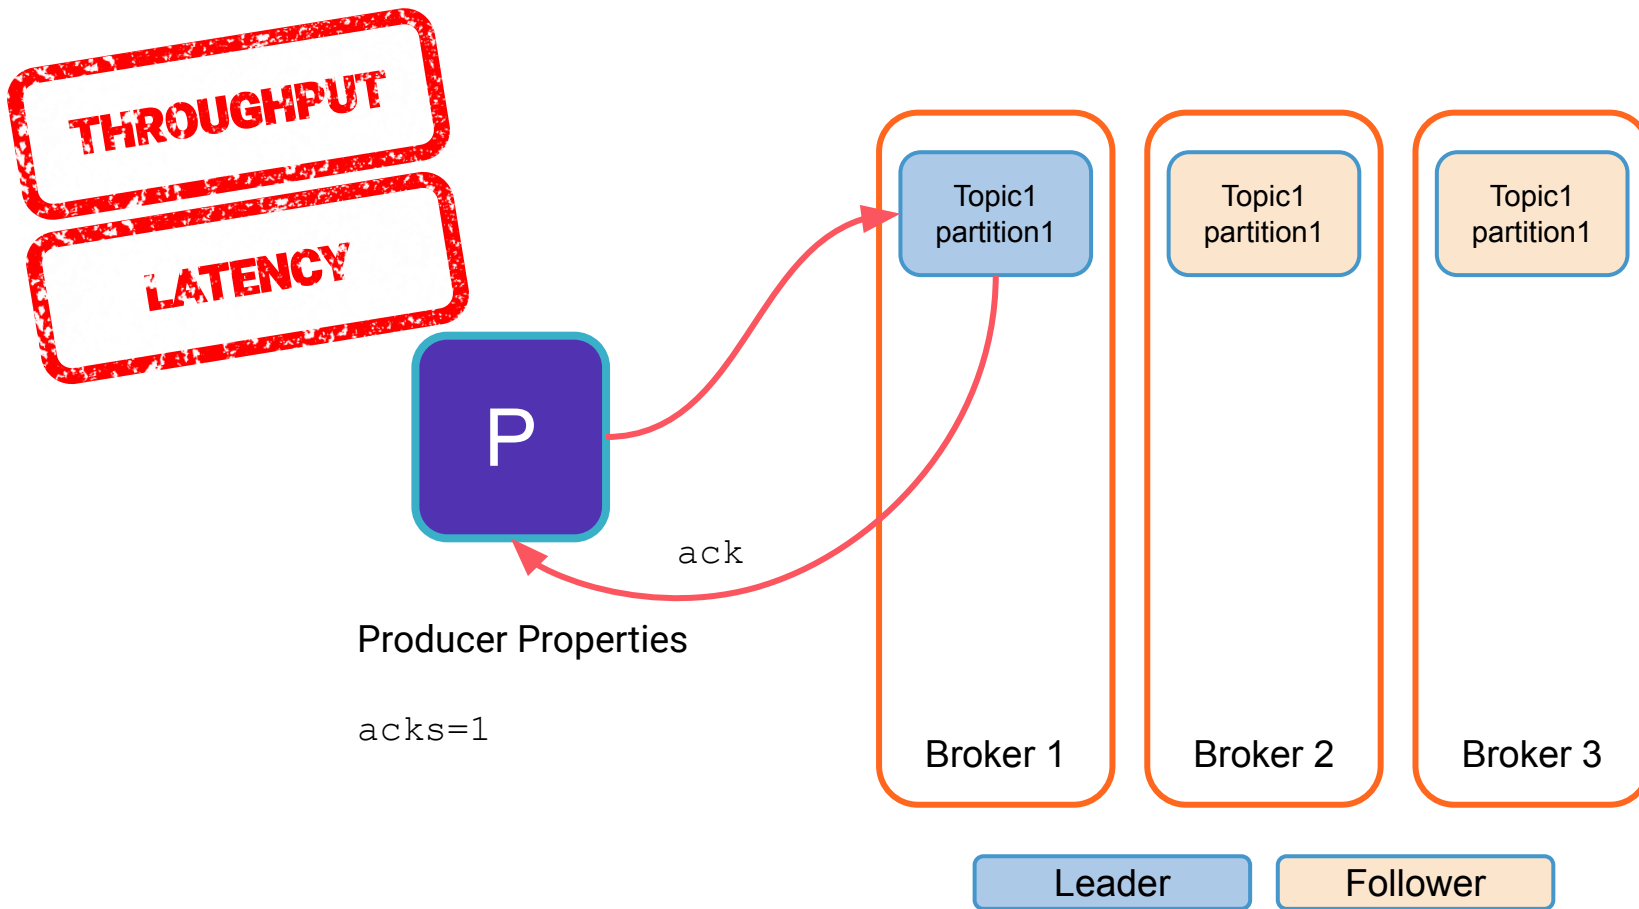 THROUGHPUT
LATENCY
Topic1
partition1
Topic1
partition1
Topic1
partition1
P
ack
Producer Properties
acks=1
Broker 1
Broker 2
Broker 3
Leader
Follower